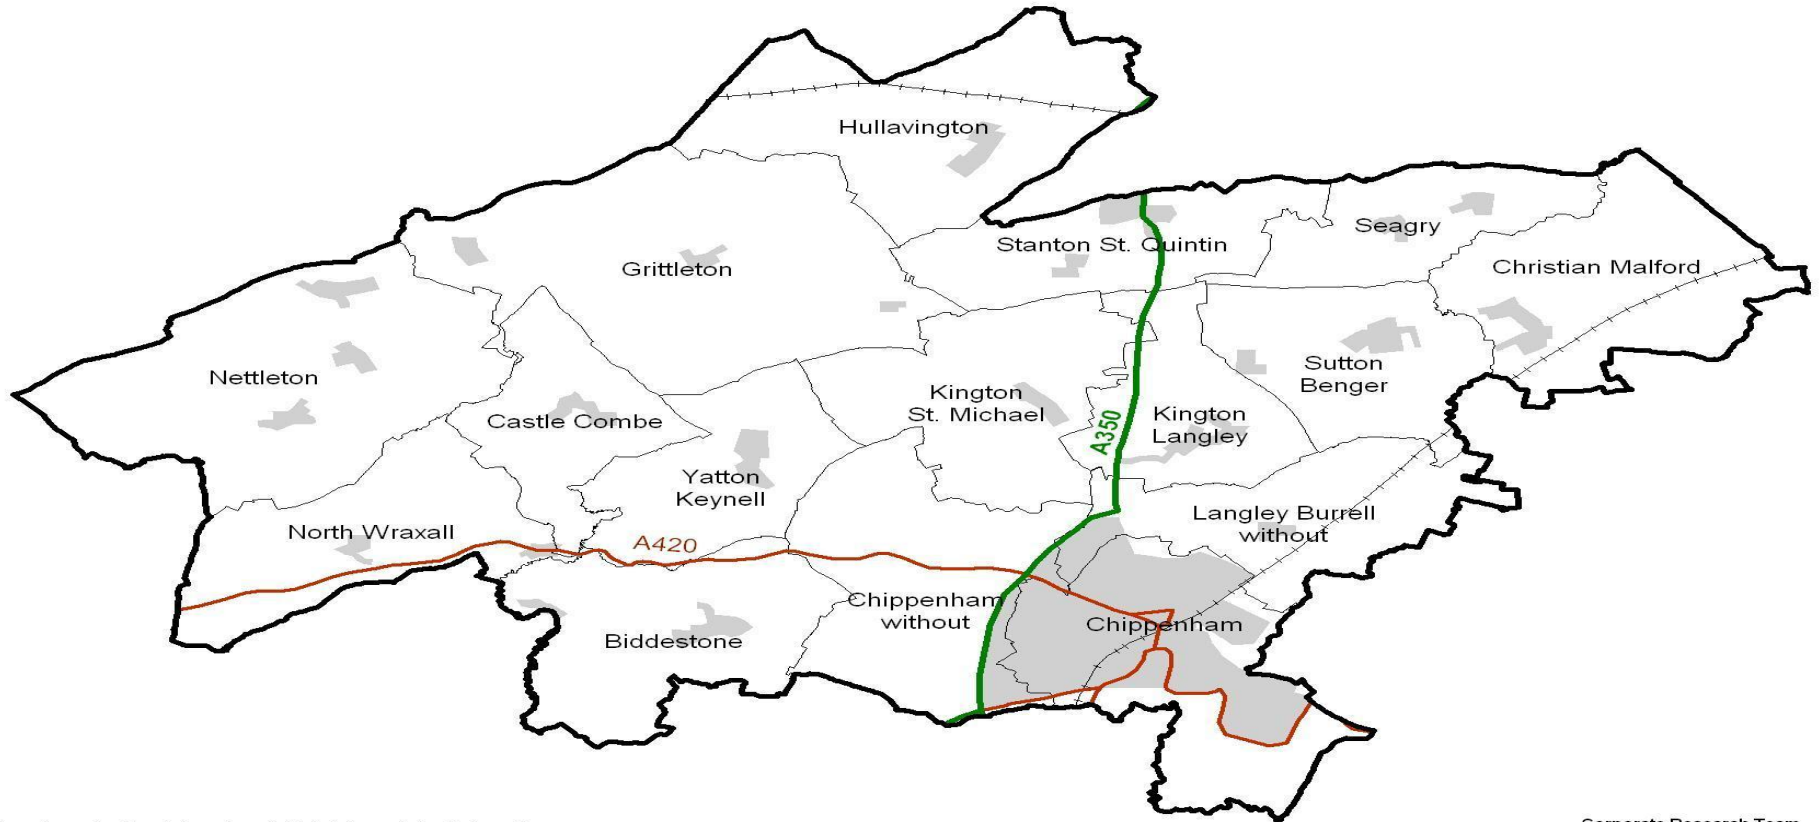 Hullavington
Seagry
Stanton St. Quintin
Grittleton
Christian Malford
Nettleton
Sutton
Benger
Kington
St. Michael
Castle Combe
A350
Kington
Langley
Yatton
Keynell
North Wraxall
Langley Burrell
without
A420
Chippenham
without
Chippenham
Biddestone